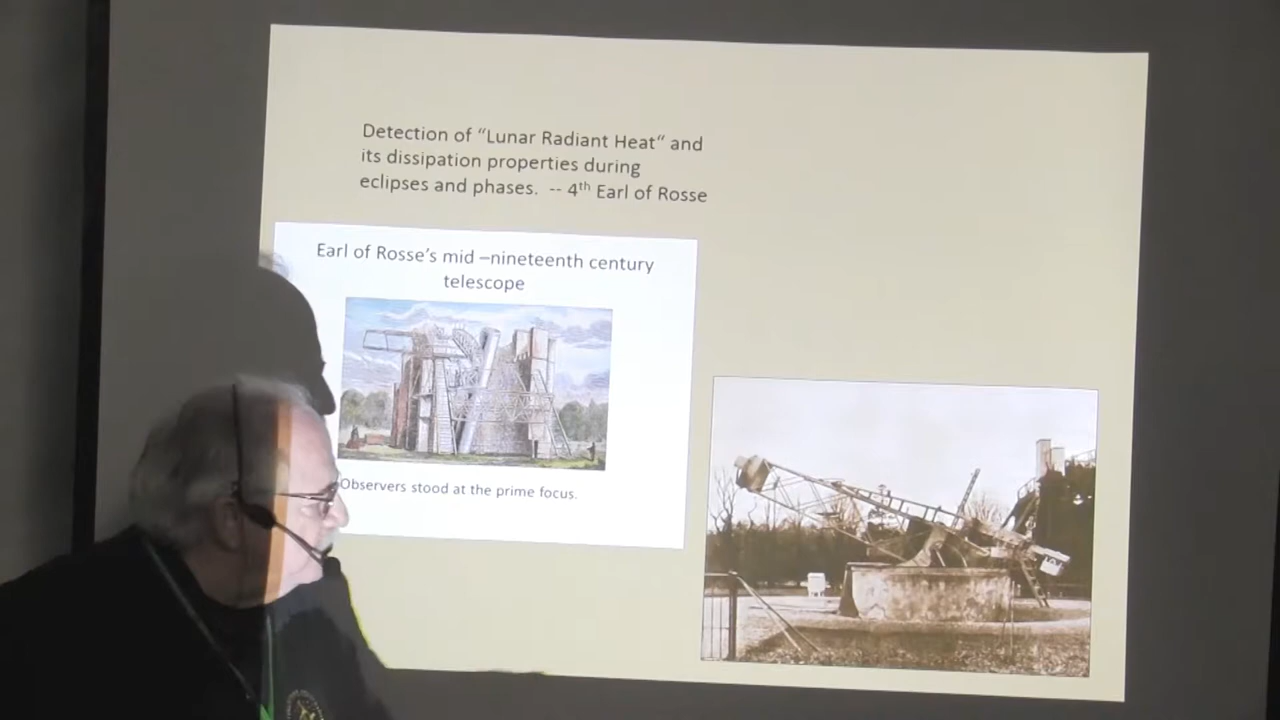 Detection of “Lunar Radiant Heat“ and
its dissipation properties during
eclipses and phases. -- 4th Earl of Rosse
Earl of Rosse’s mid –nineteenth century
telescope
Observers stood at the prime focus.